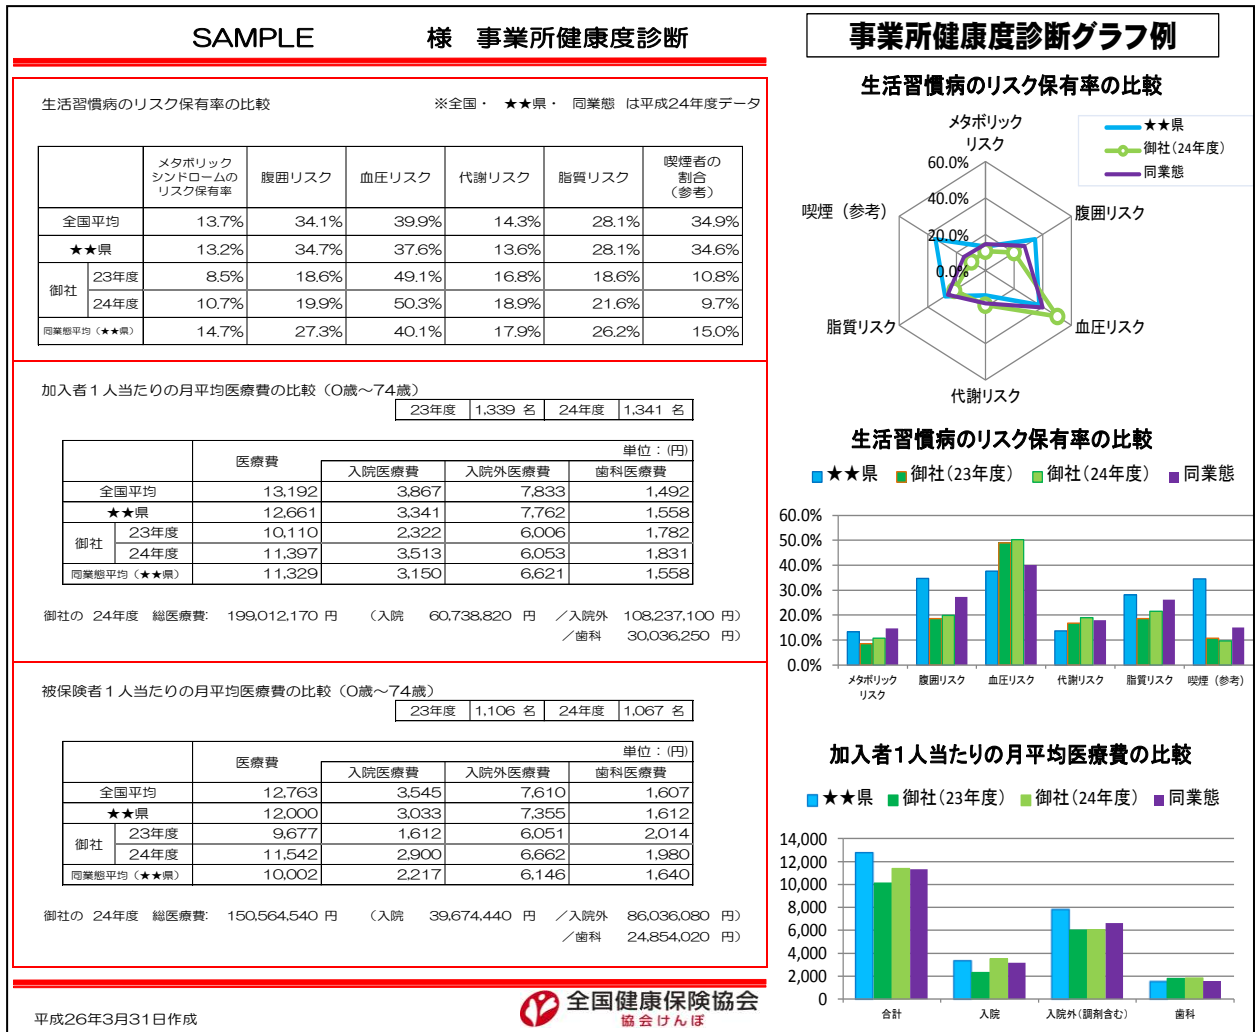 SAMPLE 様 事業所健康度診断
生活習慣病のリスク保有率の比較 ※全国・ ★★県・ 同業態 は平成24年度データ
メタボリックシンドロームのリスク保有率 腹囲リスク 血圧リスク 代謝リスク 脂質リスク 喫煙者の割合（参考）
全国平均 13.7% 34.1% 39.9% 14.3% 28.1% 34.9%
★★県 13.2% 34.7% 37.6% 13.6% 28.1% 34.6%
御社 23年度 8.5% 18.6% 49.1% 16.8% 18.6% 10.8%
24年度 10.7% 19.9% 50.3% 18.9% 21.6% 9.7%
同業態平均（★★県） 14.7% 27.3% 40.1% 17.9% 26.2% 15.0%
加入者1人当たりの月平均医療費の比較（0歳～74歳）
23年度 1,339 名 24年度 1,341 名
医療費 単位：(円)
入院医療費 入院外医療費 歯科医療費
全国平均 13,192 3,867 7,833 1,492
★★県 12,661 3,341 7,762 1,558
御社 23年度 10,110 2,322 6,006 1,782
24年度 11,397 3,513 6,053 1,831
同業態平均（★★県） 11,329 3,150 6,621 1,558
御社の 24年度 総医療費: 199,012,170 円 （入院 60,738,820 円 ／入院外 108,237,100 円）
／歯科 30,036,250 円）
被保険者1人当たりの月平均医療費の比較（0歳～74歳）
23年度 1,106 名 24年度 1,067 名
医療費 単位：(円)
入院医療費 入院外医療費 歯科医療費
全国平均 12,763 3,545 7,610 1,607
★★県 12,000 3,033 7,355 1,612
御社 23年度 9,677 1,612 6,051 2,014
24年度 11,542 2,900 6,662 1,980
同業態平均（★★県） 10,002 2,217 6,146 1,640
御社の 24年度 総医療費: 150,564,540 円 （入院 39,674,440 円 ／入院外 86,036,080 円）
／歯科 24,854,020 円）
平成26年3月31日作成
全国健康保険協会
協会けんぽ
事業所健康度診断グラフ例
生活習慣病のリスク保有率の比較
★★県
御社(24年度)
同業態
メタボリック
リスク
腹囲リスク
血圧リスク
代謝リスク
脂質リスク
喫煙（参考）
60.0%
40.0%
20.0%
0.0%
生活習慣病のリスク保有率の比較
★★県 御社(23年度) 御社(24年度) 同業態
60.0%
50.0%
40.0%
30.0%
20.0%
10.0%
0.0%
メタボリック
リスク
腹囲リスク 血圧リスク 代謝リスク 脂質リスク 喫煙（参考）
加入者1人当たりの月平均医療費の比較
★★県 御社(23年度) 御社(24年度) 同業態
14,000
12,000
10,000
8,000
6,000
4,000
2,000
0
合計 入院 入院外(調剤含む) 歯科